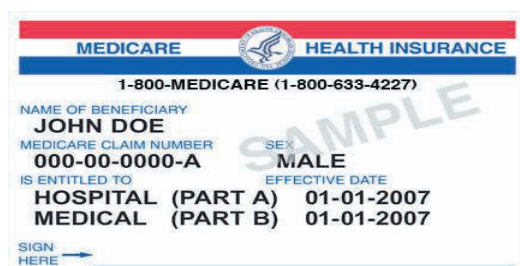 MEDICARE HEALTH INSURANCE
1-800-MEDICARE (1-800-633-4227)
NAME OF BENEFICIARY
JOHN DOE
MEDICARE CLAIM NUMBER SEX
000-00-0000-A MALE
IS ENTITLED TO EFFECTIVE DATE
HOSPITAL (PART A) 01-01-2007
MEDICAL (PART B) 01-01-2007
SIGN
HERE
SAMPLE